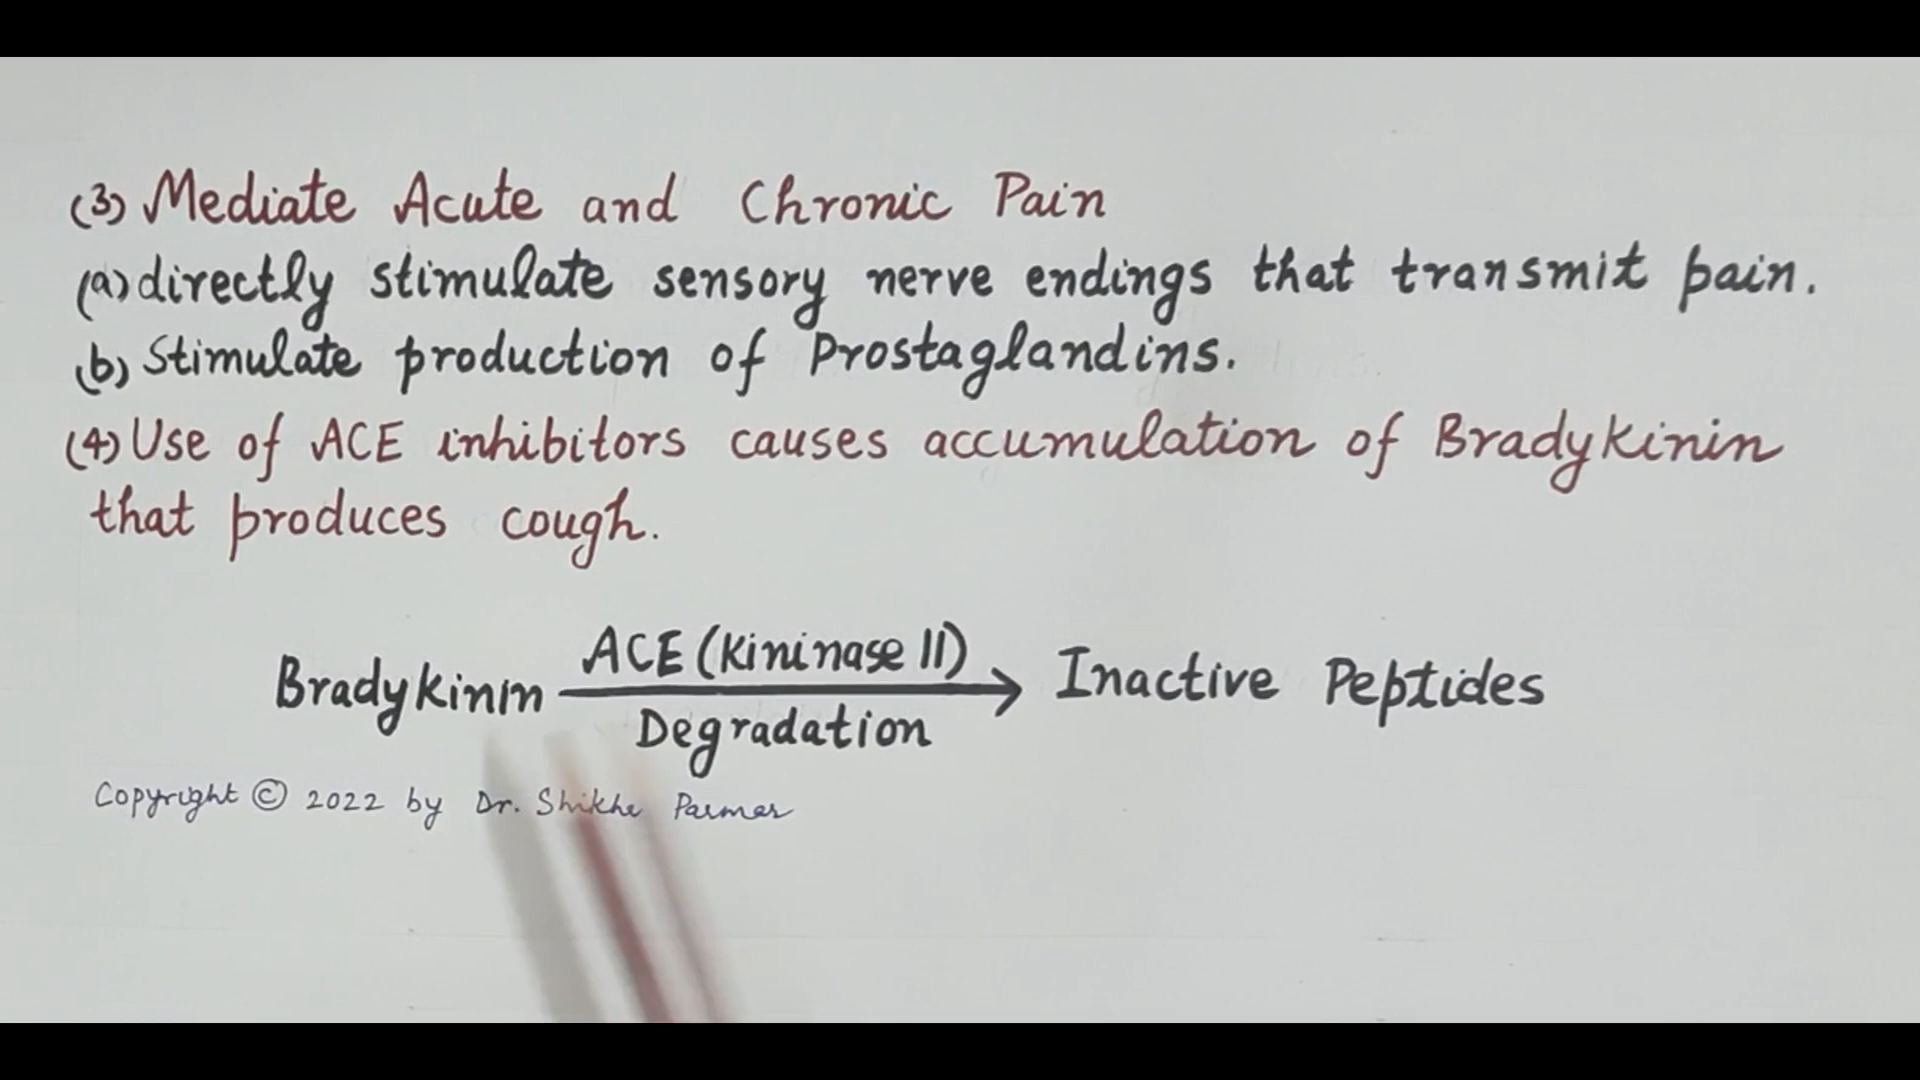 (3) Mediate Acute and Chronic Pain
(a) directly stimulate sensory nerve endings that transmit pain.
(b) Stimulate production of Prostaglandins.
(4) Use of ACE inhibitors causes accumulation of Bradykinin
that produces cough.
Bradykinin ACE (Kininase II) Inactive Peptides
Degradation
Copyright © 2022 by Dr. Shikha Parmar